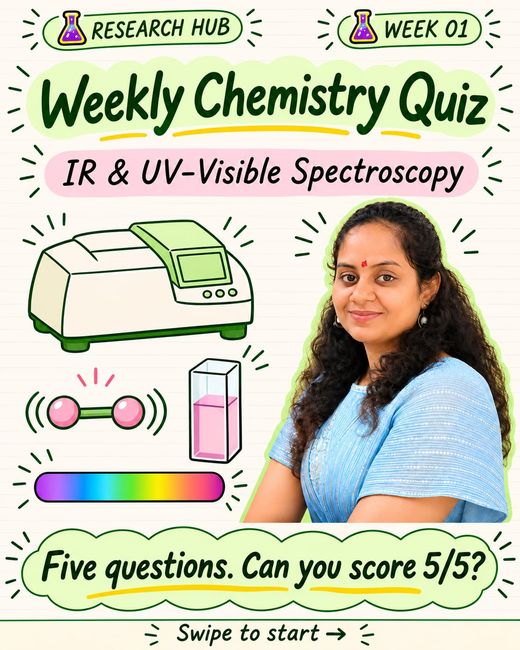 RESEARCH HUB
WEEK 01
Weekly Chemistry Quiz
IR & UV-Visible Spectroscopy
Five questions. Can you score 5/5?
Swipe to start →